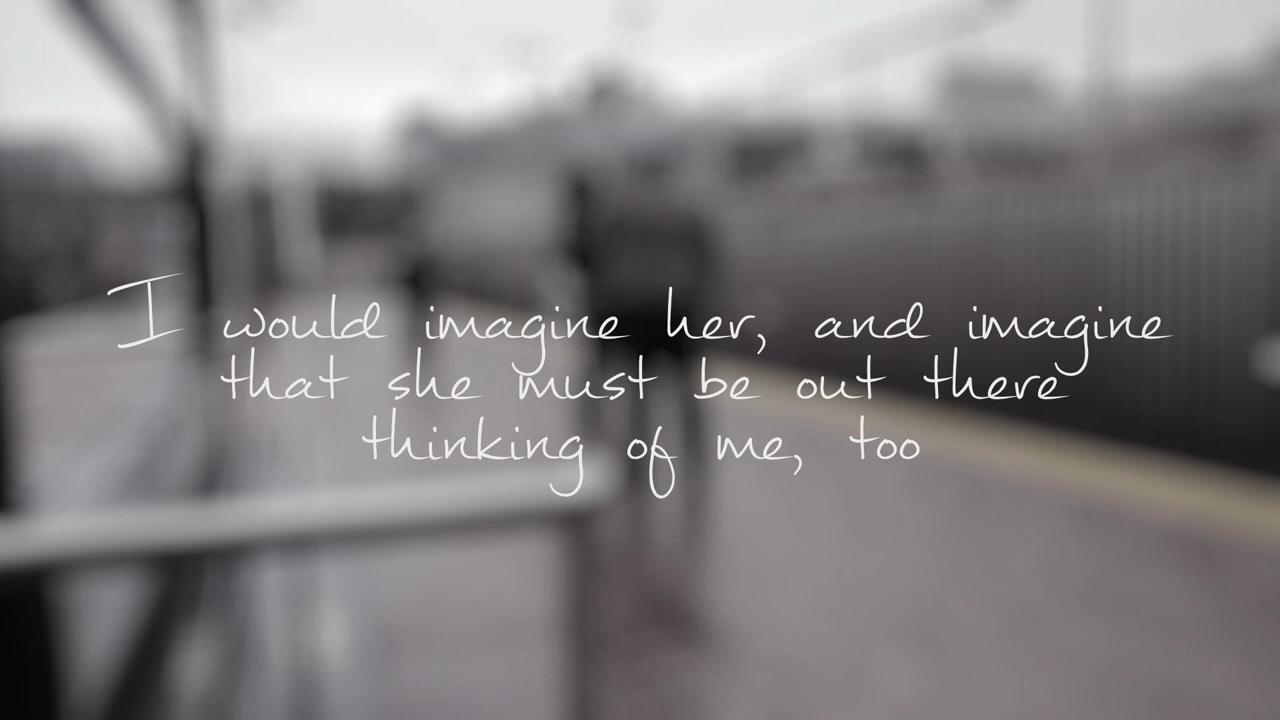 I would imagine her, and imagine
that she must be out there
thinking of me, too